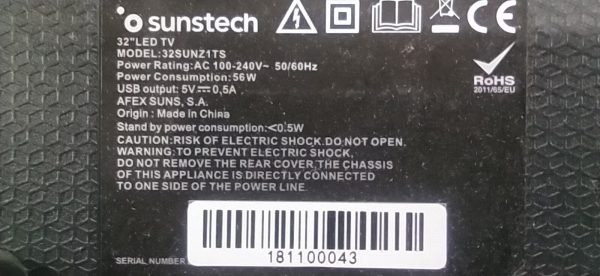 sunstech
32"LED TV
MODEL:32SUNZ1TS
Power Rating:AC 100-240V~ 50/60Hz
Power Consumption:56W
USB output: 5V⎓0,5A
AFEX SUNS, S.A.
Origin : Made in China
Stand by power consumption:<0.5W
CAUTION:RISK OF ELECTRIC SHOCK.DO NOT OPEN.
WARNING:TO PREVENT ELECTRIC SHOCK,
DO NOT REMOVE THE REAR COVER,THE CHASSIS
OF THIS APPLIANCE IS DIRECTLY CONNECTED
TO ONE SIDE OF THE POWER LINE
CE
RoHS
2011/65/EU
SERIAL NUMBER
181100043